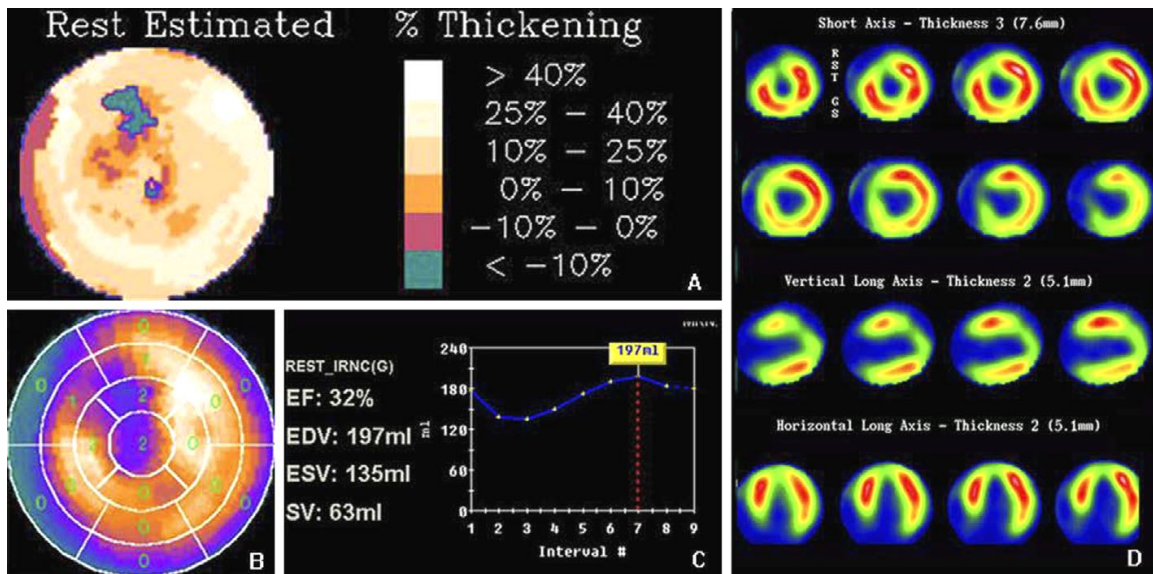 Rest Estimated % Thickening
> 40%
25% – 40%
10% – 25%
0% – 10%
-10% – 0%
< -10%
A
0
0
2
0
2
0
0
0
0
0
0
B
REST_IRNC(G)
EF: 32%
EDV: 197ml
ESV: 135ml
SV: 63ml
197ml
240
180
120
60
0
ml
1 2 3 4 5 6 7 8 9
Interval #
C
Short Axis – Thickness 3 (7.6mm)
RST GS
Vertical Long Axis – Thickness 2 (5.1mm)
Horizontal Long Axis – Thickness 2 (5.1mm)
D